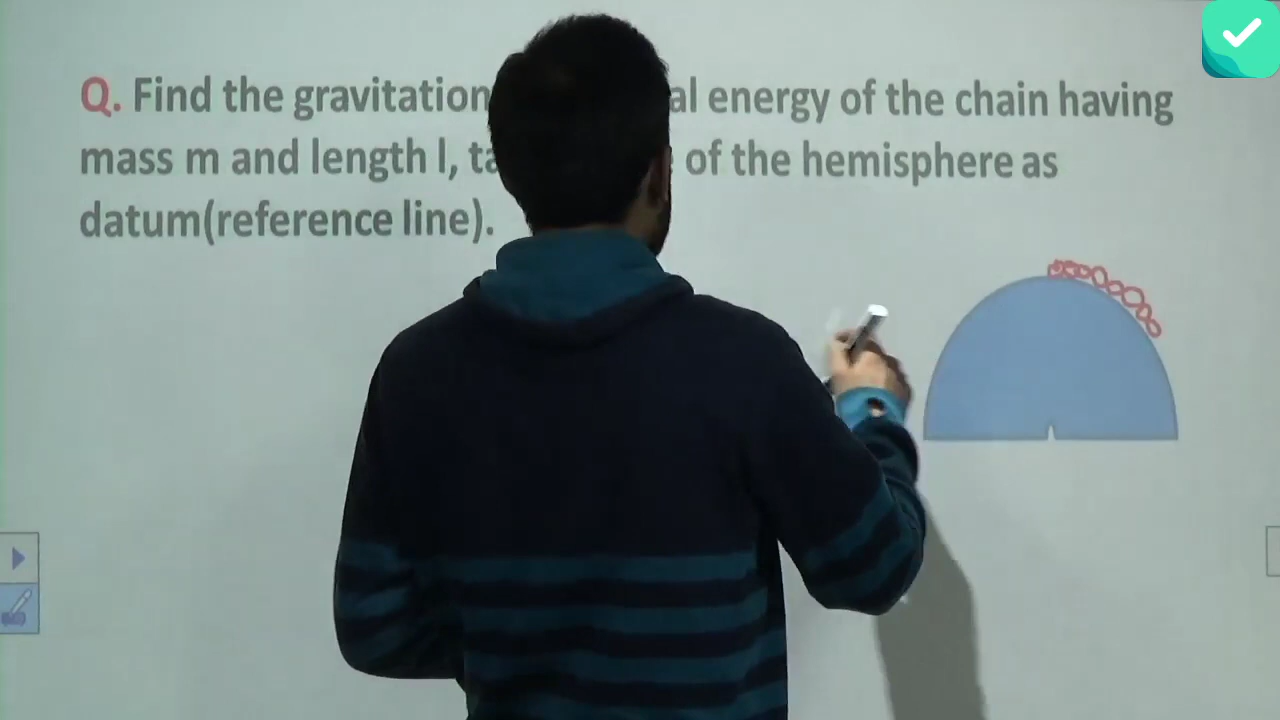 Q. Find the gravitation al energy of the chain having
mass m and length l, of the hemisphere as
datum(reference line).